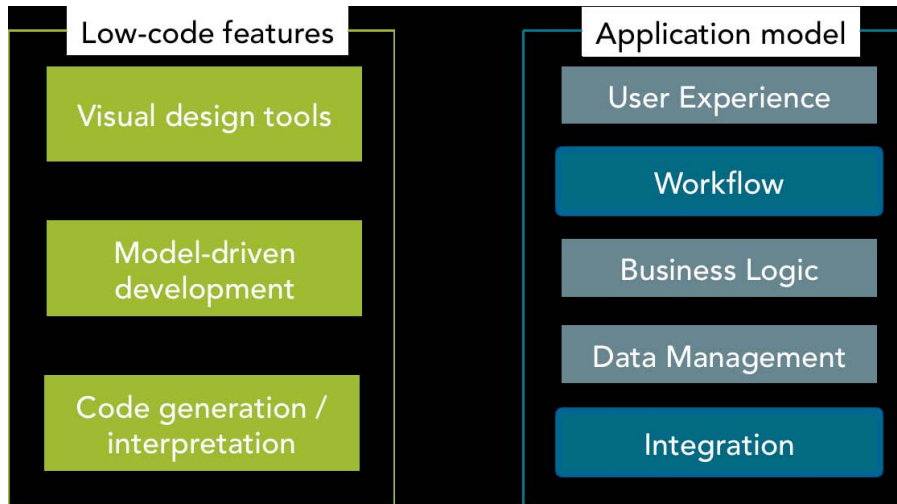 Low-code features
Visual design tools
Model-driven
development
Code generation /
interpretation
Application model
User Experience
Workflow
Business Logic
Data Management
Integration